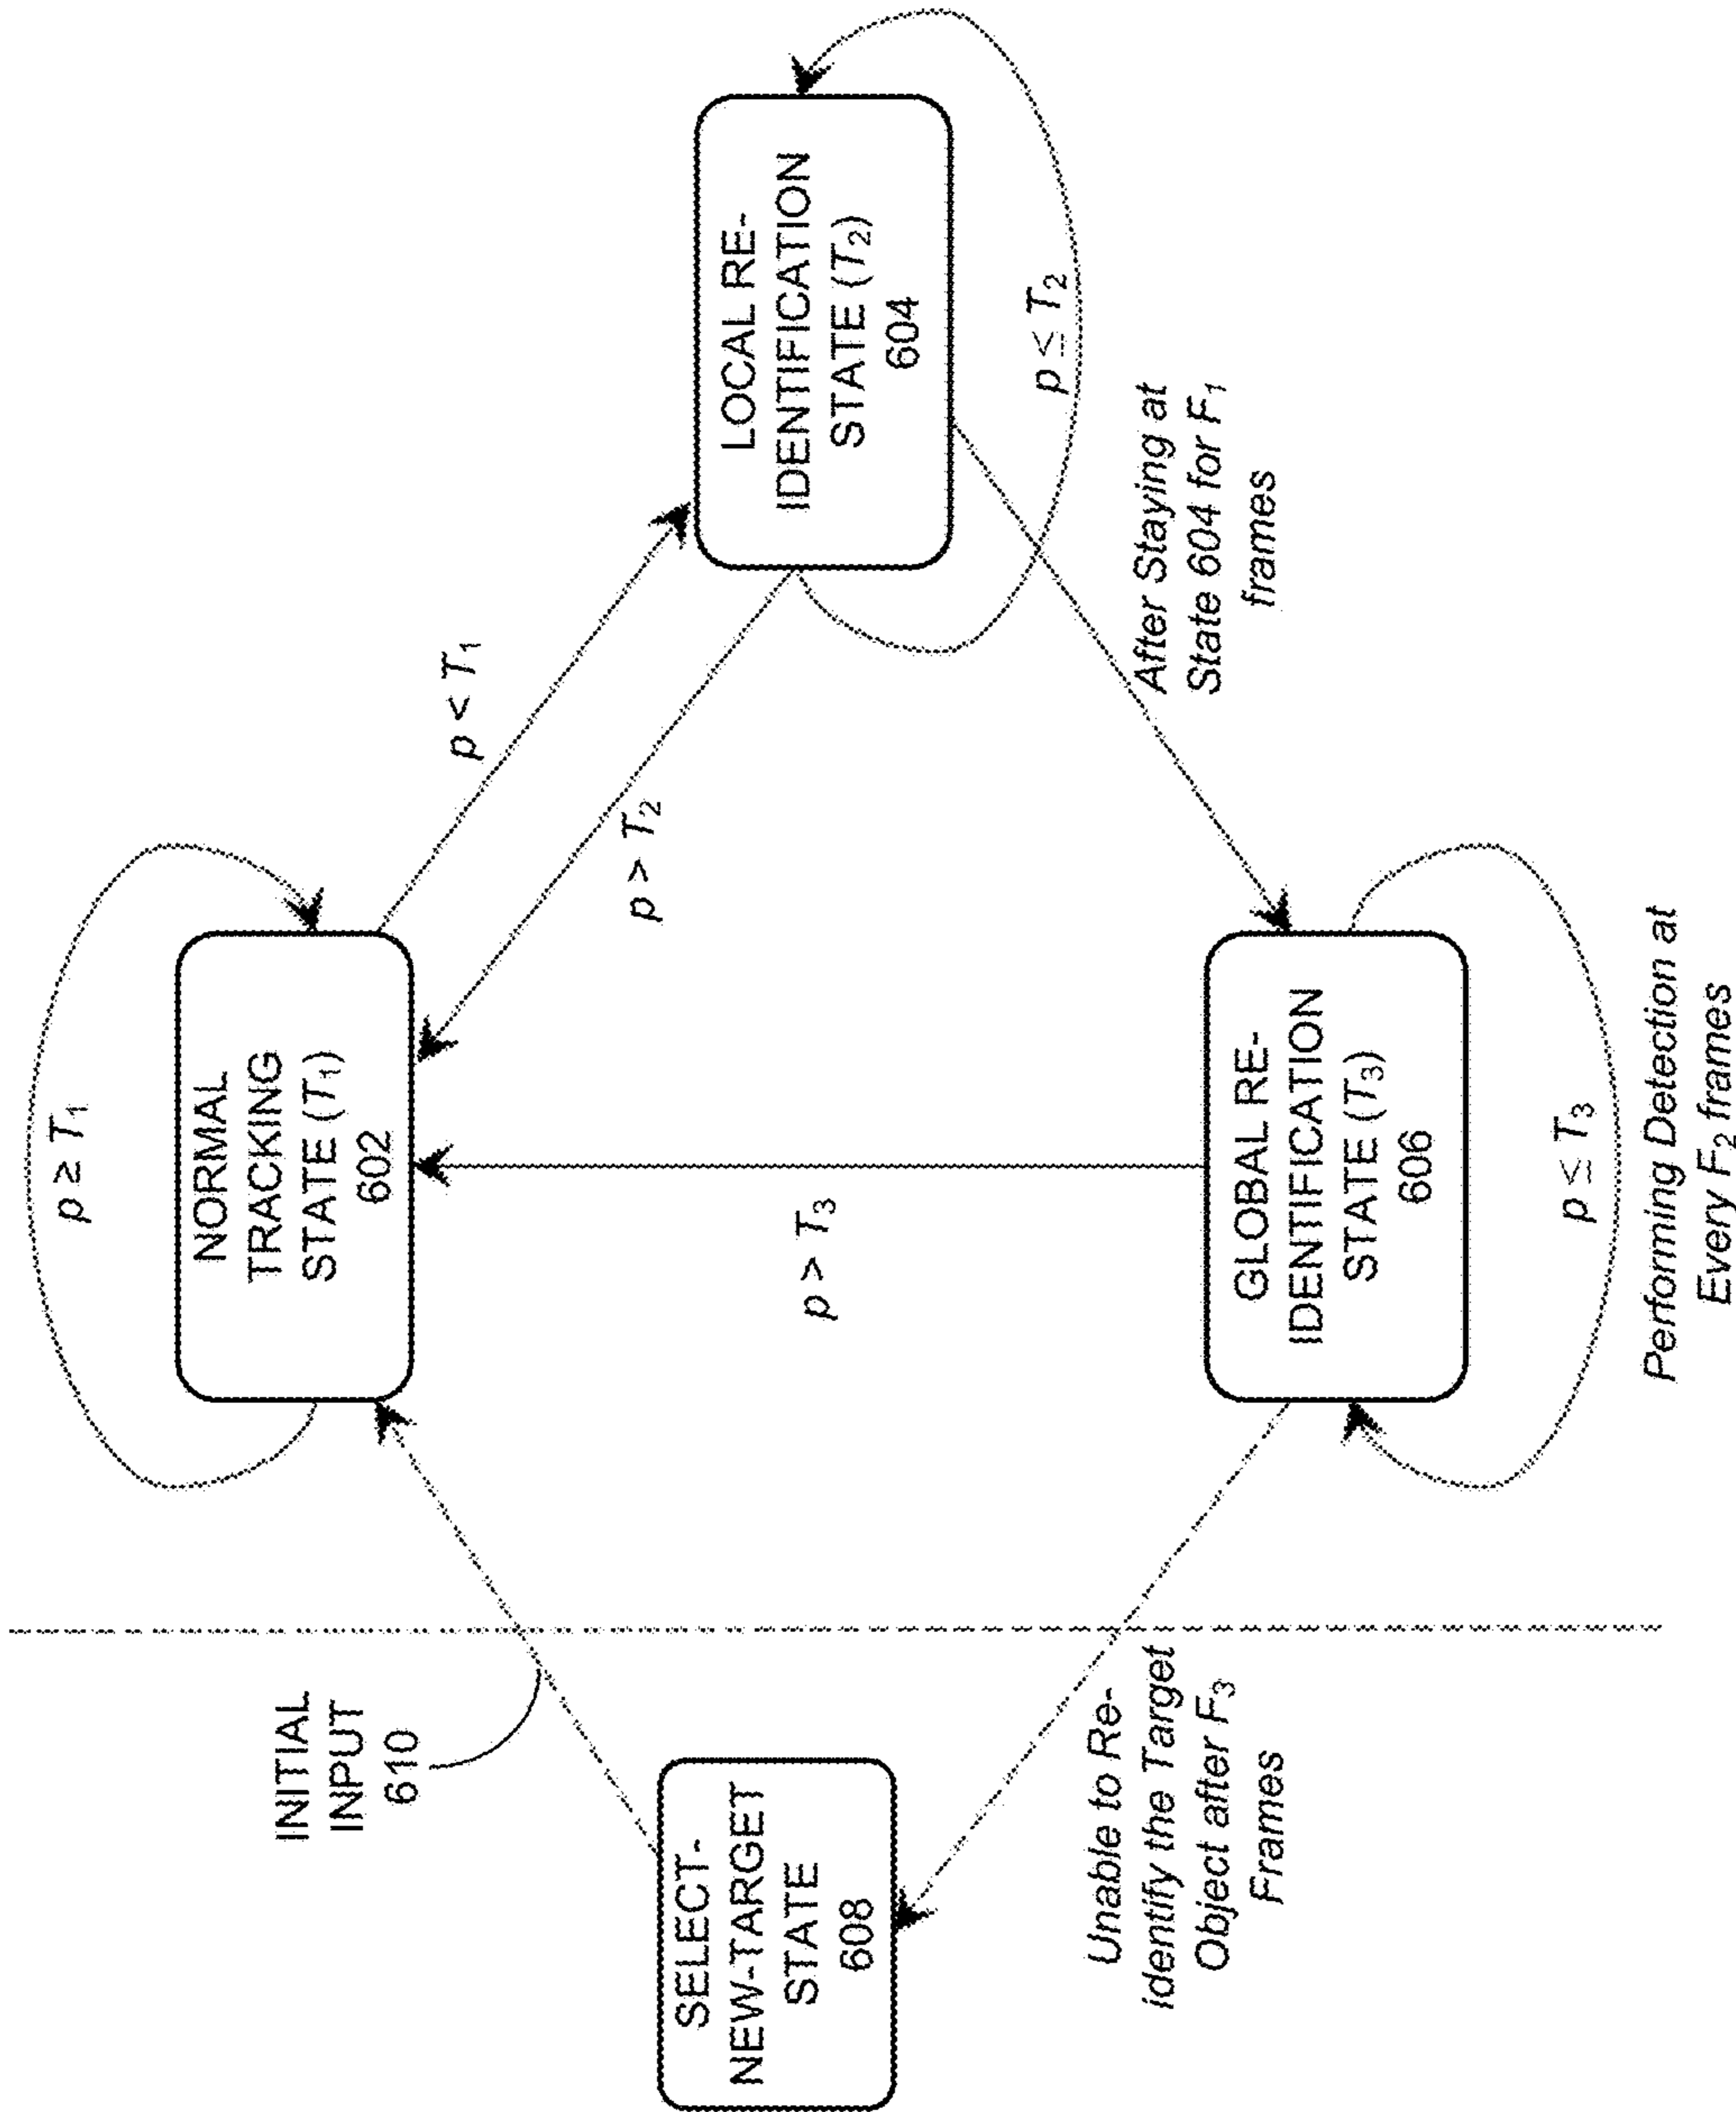 p ≥ T₁
NORMAL
TRACKING
STATE (T₁)
602
INITIAL
INPUT
610
p < T₁
p > T₂
SELECT-
NEW-TARGET
STATE
608
p > T₃
LOCAL RE-
IDENTIFICATION
STATE (T₂)
604
p ≤ T₂
Unable to Re-
identify the Target
Object after F₃
Frames
GLOBAL RE-
IDENTIFICATION
STATE (T₃)
606
After Staying at
State 604 for F₁
frames
p ≤ T₃
Performing Detection at
Every F₂ frames